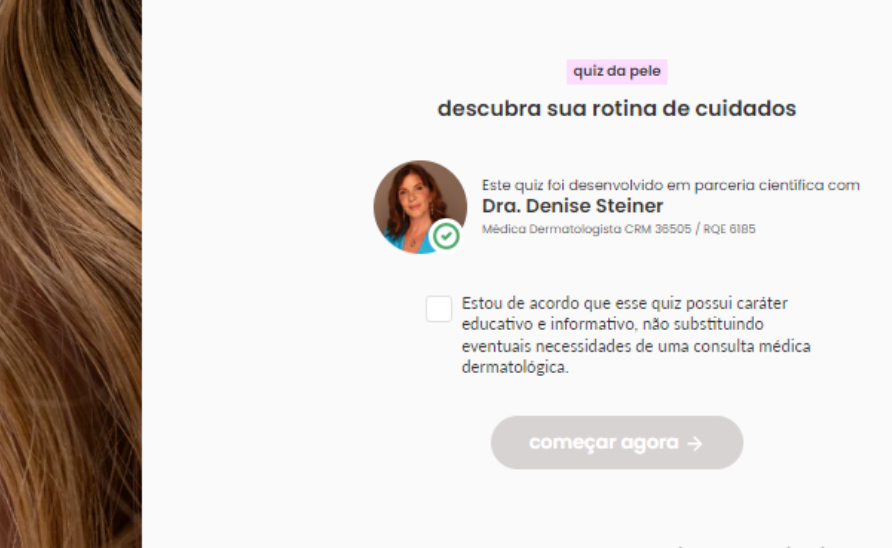 quiz da pele
descubra sua rotina de cuidados
Este quiz foi desenvolvido em parceria científica com
Dra. Denise Steiner
Médica Dermatologista CRM 36505 / RQE 6185
Estou de acordo que esse quiz possui caráter
educativo e informativo, não substituindo
eventuais necessidades de uma consulta médica
dermatológica.
começar agora →